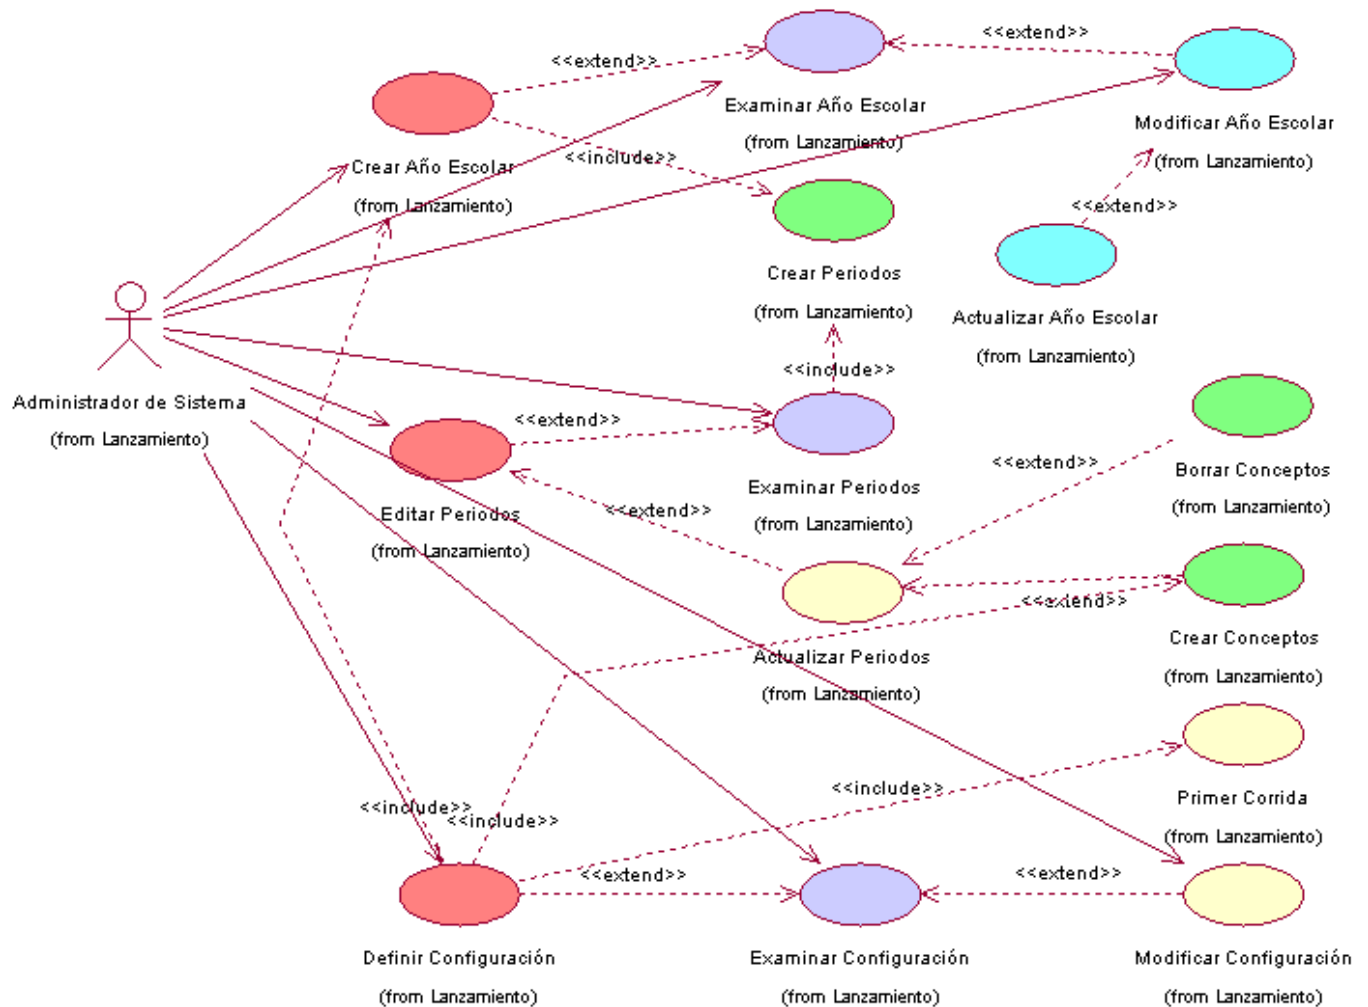 <<extend>>
<<extend>>
Examinar Año Escolar
(from Lanzamiento)
Modificar Año Escolar
(from Lanzamiento)
Crear Año Escolar
(from Lanzamiento)
<<include>>
<<extend>>
Crear Periodos
(from Lanzamiento)
Actualizar Año Escolar
(from Lanzamiento)
<<include>>
Administrador de Sistema
(from Lanzamiento)
<<extend>>
Editar Periodos
(from Lanzamiento)
Examinar Periodos
(from Lanzamiento)
<<extend>>
Borrar Conceptos
(from Lanzamiento)
<<extend>>
<<extend>>
Actualizar Periodos
(from Lanzamiento)
Crear Conceptos
(from Lanzamiento)
<<include>>
<<include>>
<<include>>
Primer Corrida
(from Lanzamiento)
<<extend>>
<<extend>>
Definir Configuración
(from Lanzamiento)
Examinar Configuración
(from Lanzamiento)
Modificar Configuración
(from Lanzamiento)